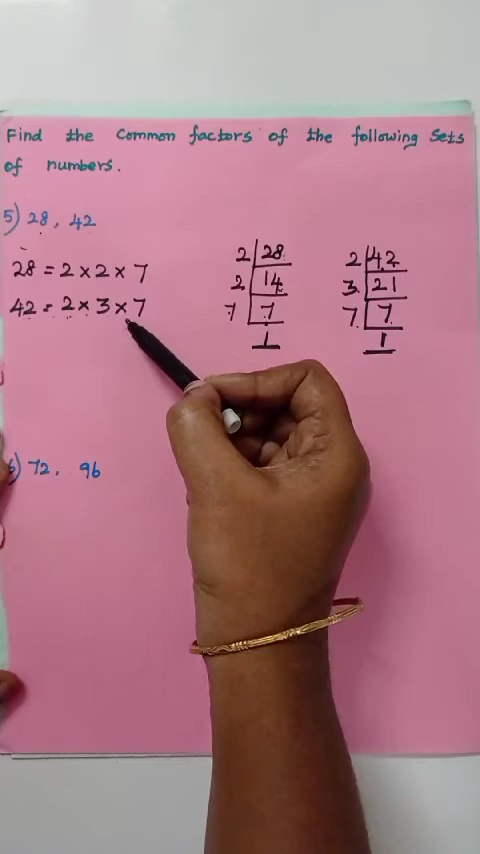 Find the Common factors of the following Sets
of numbers.
5) 28, 42
28 = 2 × 2 × 7
42 = 2 × 3 × 7
2 28
2 14
7 7
1
2 42
3 21
7 7
1
6) 72, 96